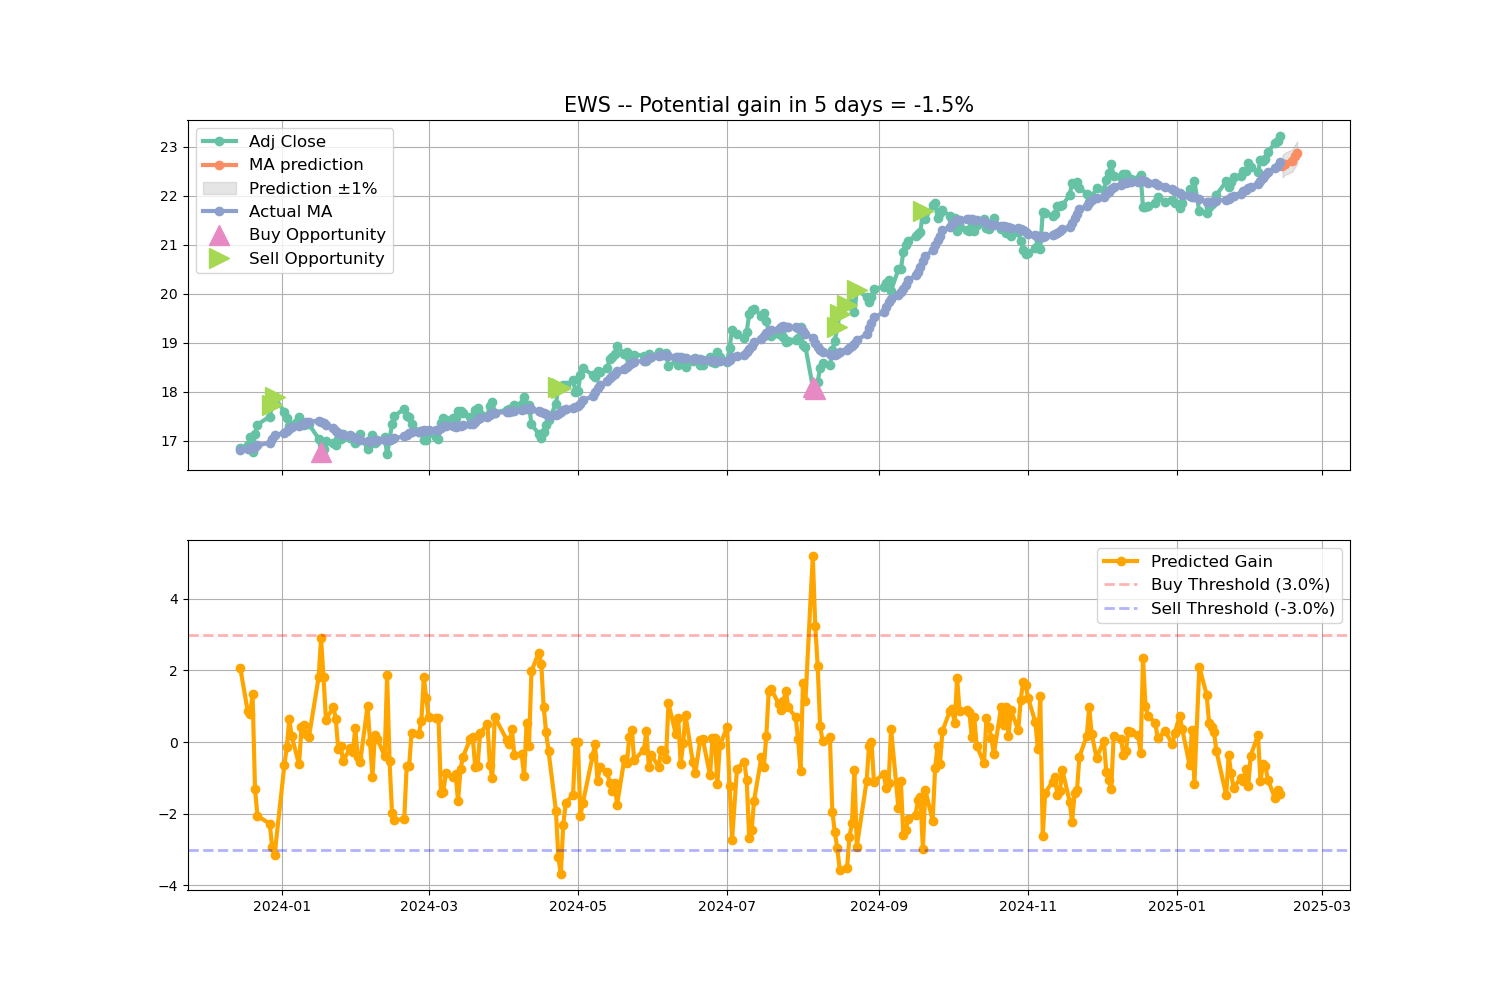 EWS -- Potential gain in 5 days = -1.5%
Adj Close
MA prediction
Prediction ±1%
Actual MA
Buy Opportunity
Sell Opportunity
23
22
21
20
19
18
17
Predicted Gain
Buy Threshold (3.0%)
Sell Threshold (-3.0%)
4
2
0
−2
−4
2024-01 2024-03 2024-05 2024-07 2024-09 2024-11 2025-01 2025-03